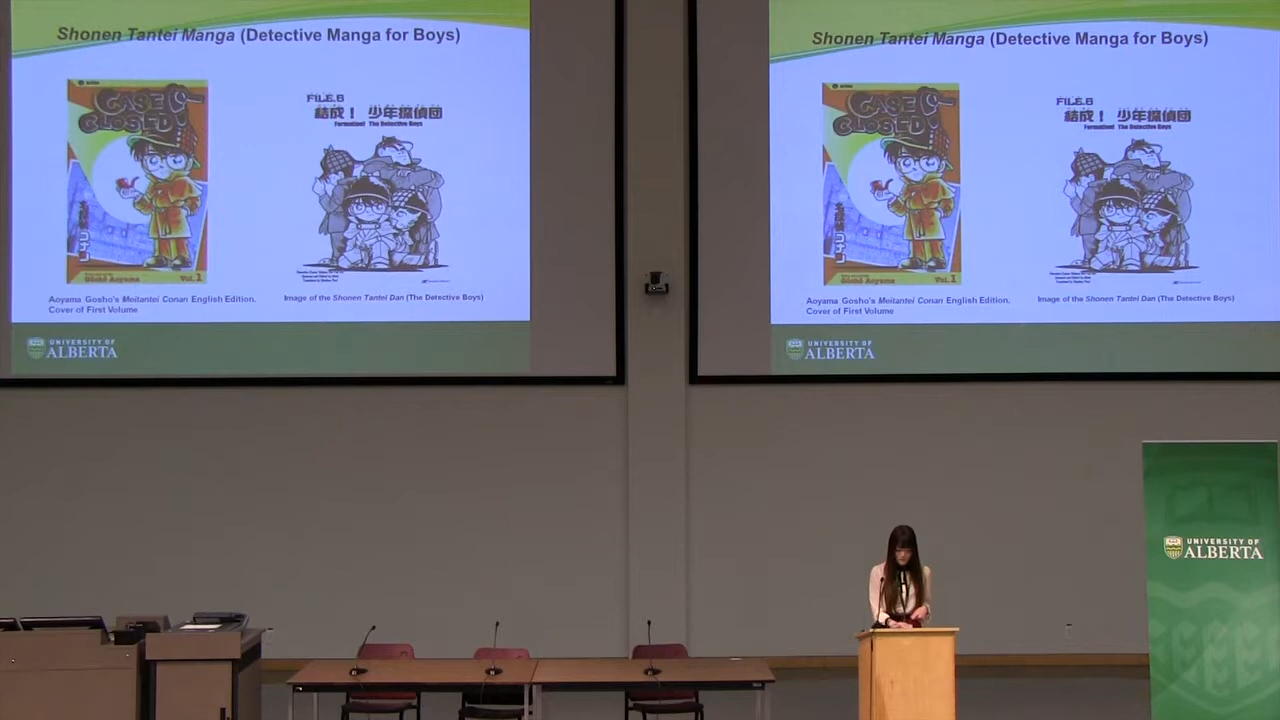 Shonen Tantei Manga (Detective Manga for Boys)
CASE
CLOSED
Gosho Aoyama
Vol. 1
FILE.6
結成! 少年探偵団
Formation! The Detective Boys
Aoyama Gosho's Meitantei Conan English Edition.
Cover of First Volume
Image of the Shonen Tantei Dan (The Detective Boys)
UNIVERSITY OF
ALBERTA
Shonen Tantei Manga (Detective Manga for Boys)
CASE
CLOSED
Gosho Aoyama
Vol. 1
FILE.6
結成! 少年探偵団
Formation! The Detective Boys
Aoyama Gosho's Meitantei Conan English Edition.
Cover of First Volume
Image of the Shonen Tantei Dan (The Detective Boys)
UNIVERSITY OF
ALBERTA
UNIVERSITY OF
ALBERTA